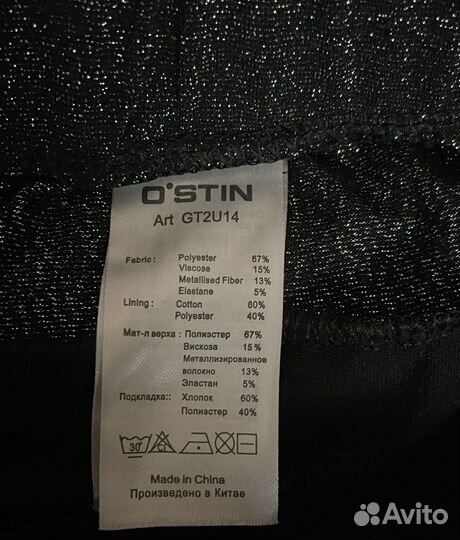 O'STIN
Art GT2U14
Fabric: Polyester 67%
Viscose 15%
Metallised Fiber 13%
Elastane 5%
Lining: Cotton 60%
Polyester 40%
Мат-л верха: Полиэстер 67%
Вискоза 15%
Металлизированное
волокно 13%
Эластан 5%
Подкладка:: Хлопок 60%
Полиэстер 40%
30 Cl
Made in China
Произведено в Китае
Avito